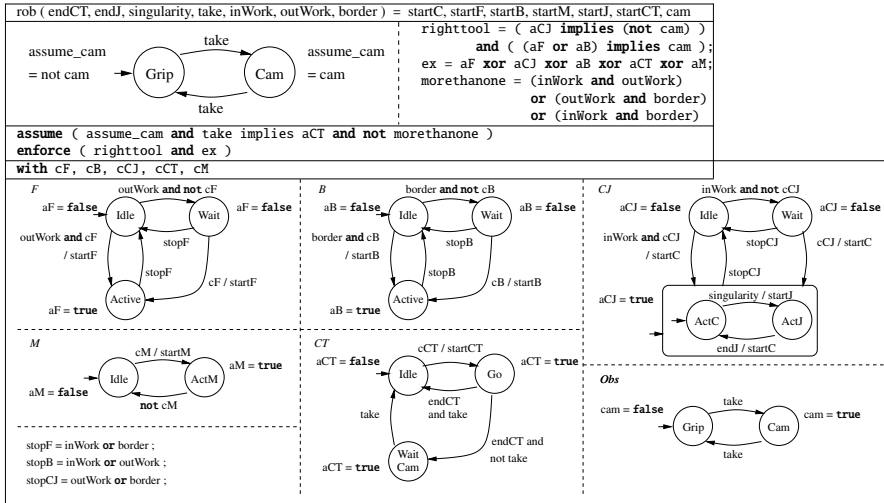 rob ( endCT, endJ, singularity, take, inWork, outWork, border ) = startC, startF, startB, startM, startJ, startCT, cam
assume_cam
= not cam
take
Grip
Cam
take
assume_cam
= cam
righttool = ( aCJ implies (not cam) )
and ( (aF or aB) implies cam );
ex = aF xor aCJ xor aB xor aCT xor aM;
morethanone = (inWork and outWork)
or (outWork and border)
or (inWork and border)
assume ( assume_cam and take implies aCT and not morethanone )
enforce ( righttool and ex )
with cF, cB, cCJ, cCT, cM
F
outWork and not cF
aF = false
Idle
Wait
aF = false
stopF
outWork and cF
/ startF
stopF
cF / startF
Active
aF = true
B
border and not cB
aB = false
Idle
Wait
aB = false
stopB
border and cB
/ startB
stopB
cB / startB
Active
aB = true
CJ
inWork and not cCJ
aCJ = false
Idle
Wait
aCJ = false
stopCJ
inWork and cCJ
/ startC
stopCJ
cCJ / startC
aCJ = true
singularity / startJ
ActC
ActJ
endJ / startC
M
cM / startM
Idle
ActM
aM = true
aM = false
not cM
stopF = inWork or border ;
stopB = inWork or outWork ;
stopCJ = outWork or border ;
CT
cCT / startCT
aCT = false
Idle
Go
aCT = true
endCT
and take
take
endCT and
not take
Wait
Cam
aCT = true
Obs
cam = false
take
Grip
Cam
cam = true
take